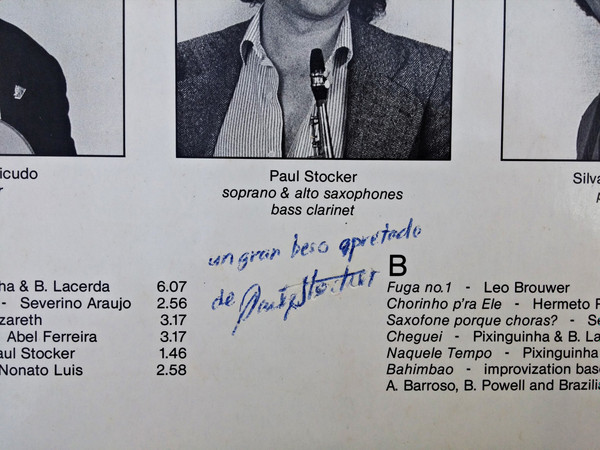 icudo
r
Paul Stocker
soprano & alto saxophones
bass clarinet
Silva
p
un gran beso apretado
de Paul Stocker
ha & B. Lacerda 6.07
- Severino Araujo 2.56
zareth 3.17
Abel Ferreira 3.17
aul Stocker 1.46
Nonato Luis 2.58
B
Fuga no.1 - Leo Brouwer
Chorinho p'ra Ele - Hermeto P
Saxofone porque choras? - Se
Cheguei - Pixinguinha & B. La
Naquele Tempo - Pixinguinha
Bahimbao - improvization base
A. Barroso, B. Powell and Brazilia